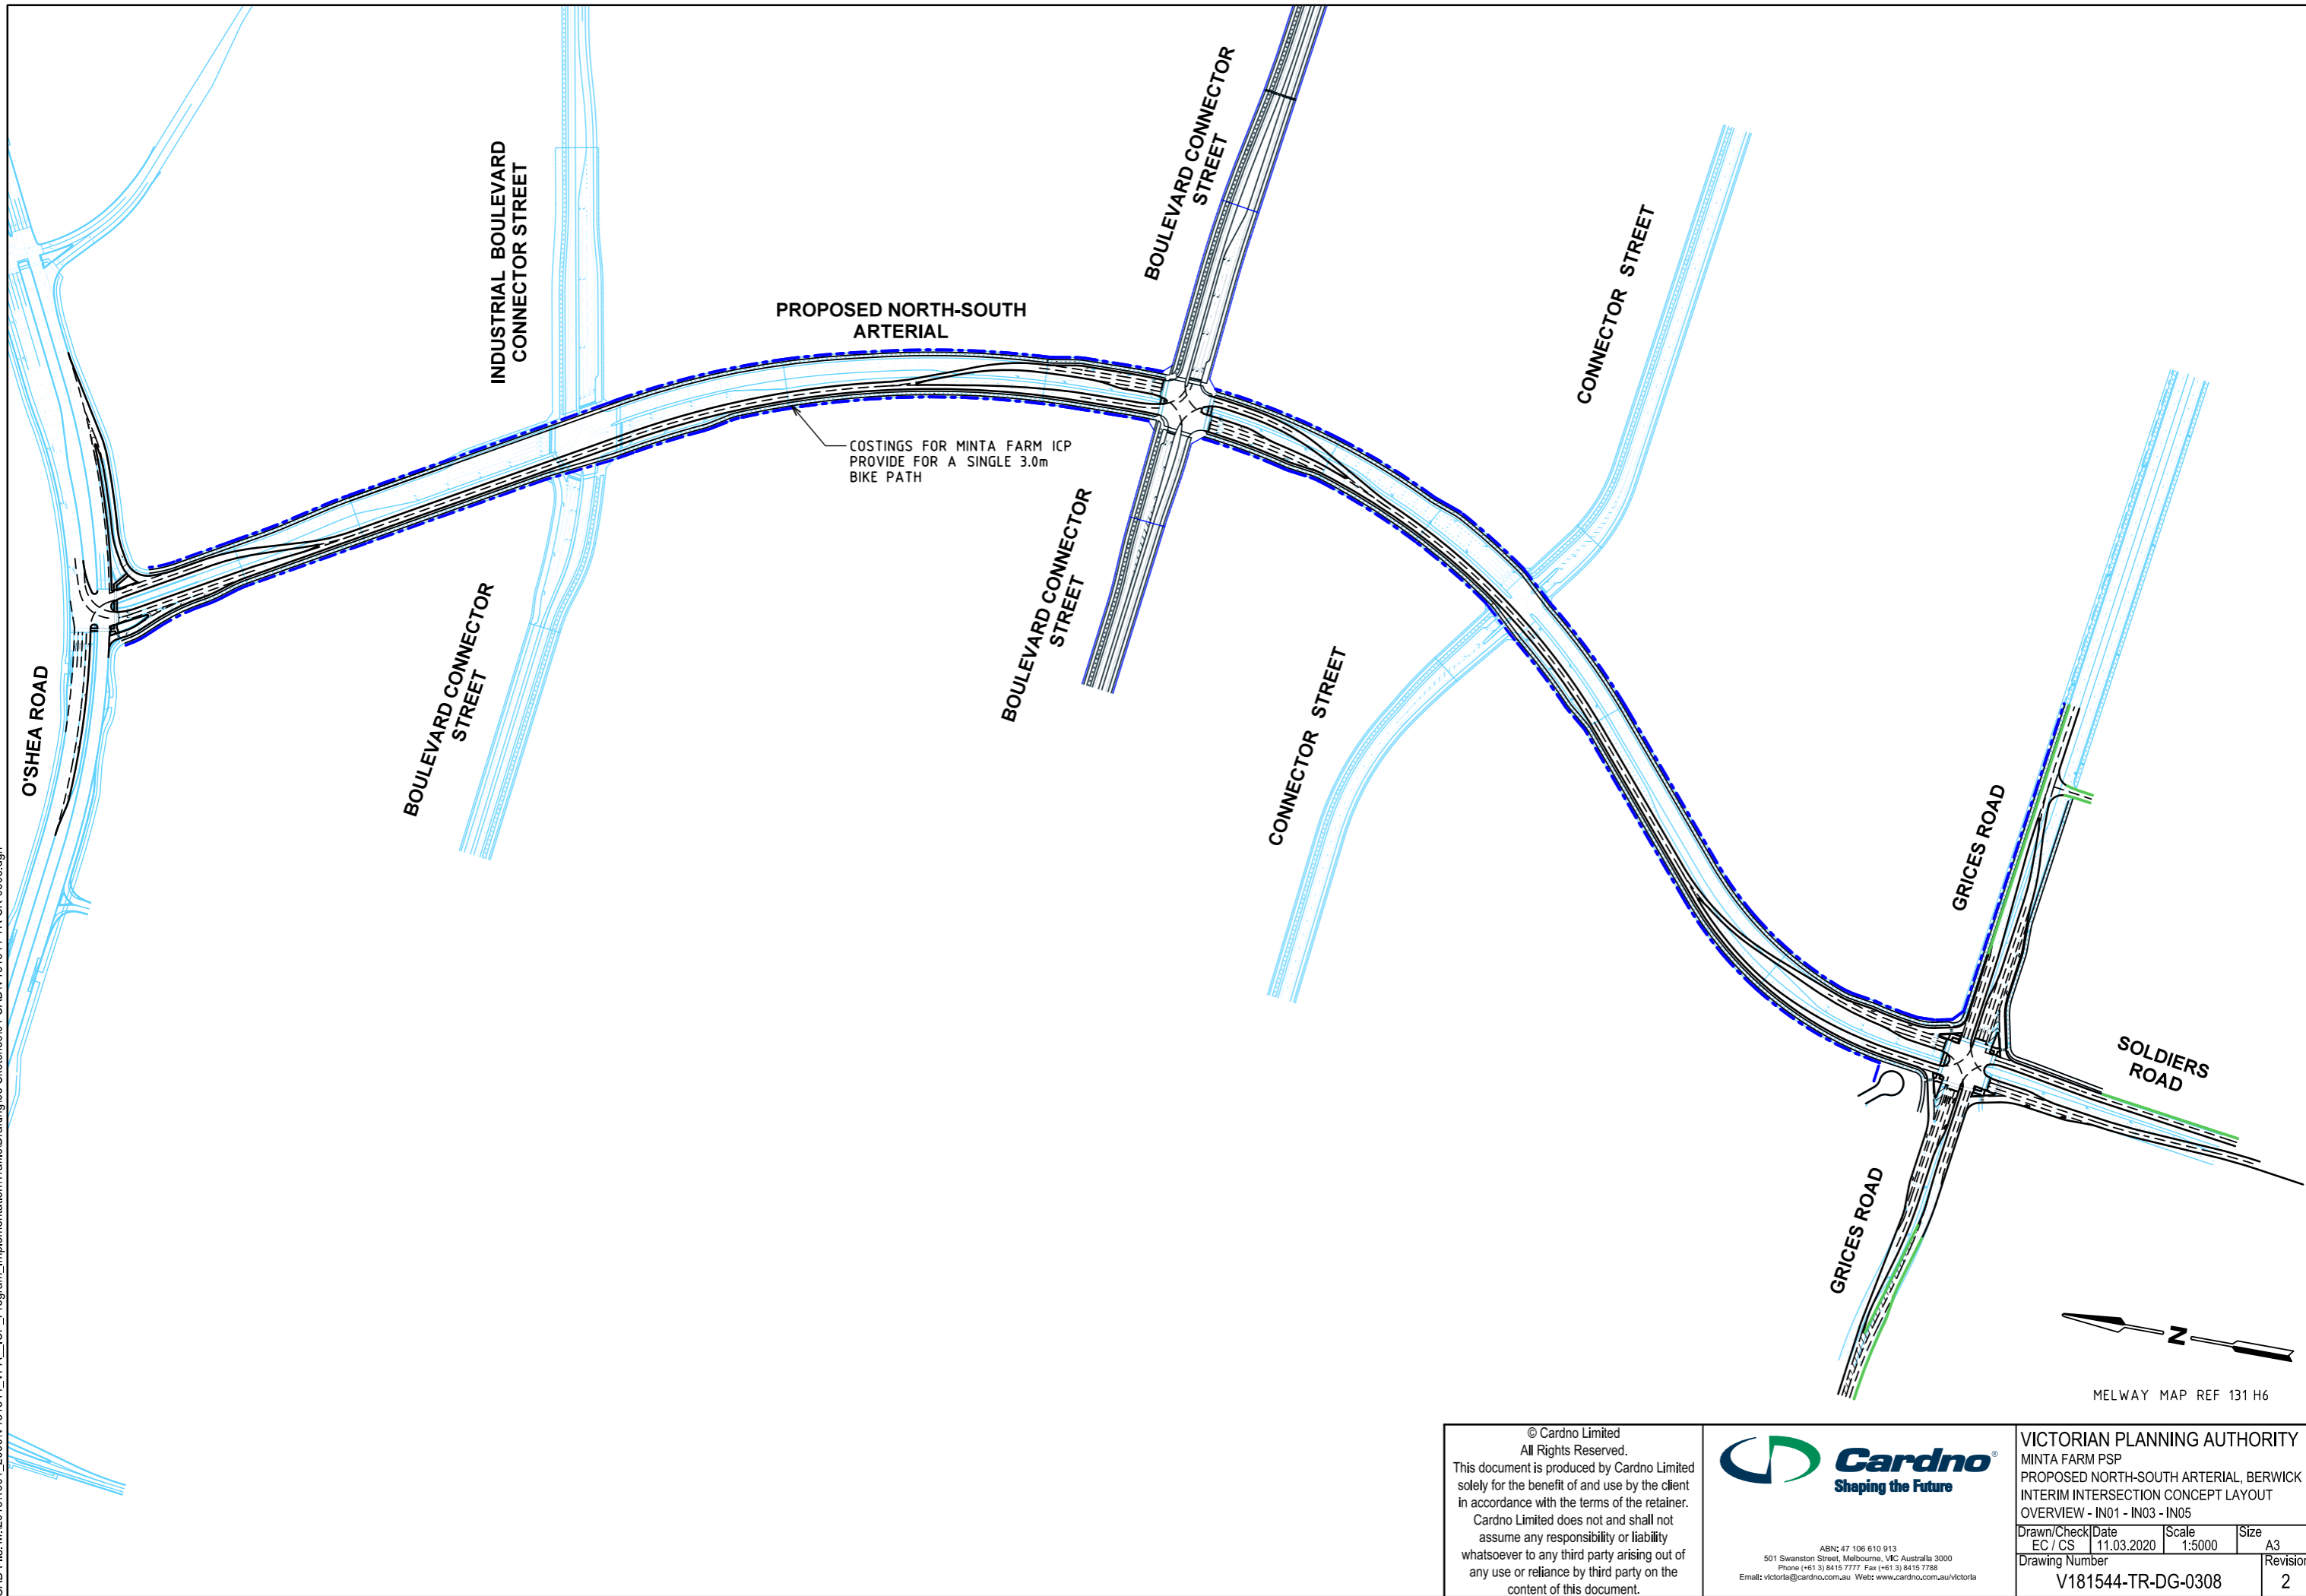 INDUSTRIAL BOULEVARD
CONNECTOR STREET
PROPOSED NORTH-SOUTH
ARTERIAL
BOULEVARD CONNECTOR
STREET
CONNECTOR STREET
COSTINGS FOR MINTA FARM ICP
PROVIDE FOR A SINGLE 3.0m
BIKE PATH
O'SHEA ROAD
BOULEVARD CONNECTOR
STREET
BOULEVARD CONNECTOR
STREET
CONNECTOR STREET
GRICES ROAD
SOLDIERS
ROAD
GRICES ROAD
N
MELWAY MAP REF 131 H6
© Cardno Limited
All Rights Reserved.
This document is produced by Cardno Limited
solely for the benefit of and use by the client
in accordance with the terms of the retainer.
Cardno Limited does not and shall not
assume any responsibility or liability
whatsoever to any third party arising out of
any use or reliance by third party on the
content of this document.
Cardno®
Shaping the Future
ABN: 47 106 610 913
501 Swanston Street, Melbourne, VIC Australia 3000
Phone (+61 3) 8415 7777 Fax (+61 3) 8415 7788
Email: victoria@cardno.com.au Web: www.cardno.com.au/victoria
VICTORIAN PLANNING AUTHORITY
MINTA FARM PSP
PROPOSED NORTH-SOUTH ARTERIAL, BERWICK
INTERIM INTERSECTION CONCEPT LAYOUT
OVERVIEW - IN01 - IN03 - IN05
Drawn/Check Date Scale Size
EC / CS 11.03.2020 1:5000 A3
Drawing Number Revision
V181544-TR-DG-0308 2